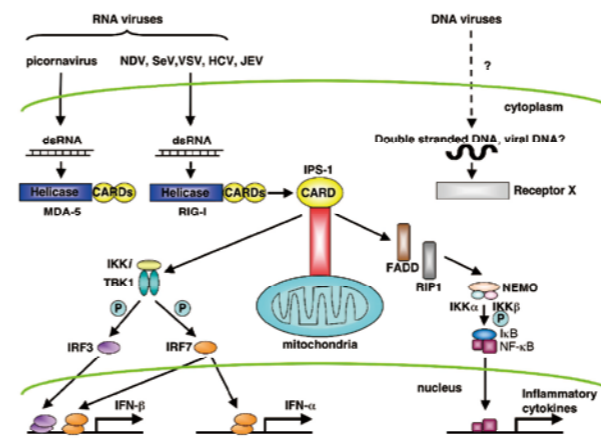 RNA viruses
DNA viruses
picornavirus
NDV, SeV,VSV, HCV, JEV
?
cytoplasm
dsRNA
dsRNA
Double stranded DNA, viral DNA?
IPS-1
Helicase
CARDs
Helicase
CARDs
CARD
Receptor X
MDA-5
RIG-I
FADD
RIP1
IKKi
TBK1
NEMO
IKKα
IKKβ
P
P
P
IκB
NF-κB
IRF3
IRF7
mitochondria
nucleus
IFN-β
IFN-α
Inflammatory
cytokines